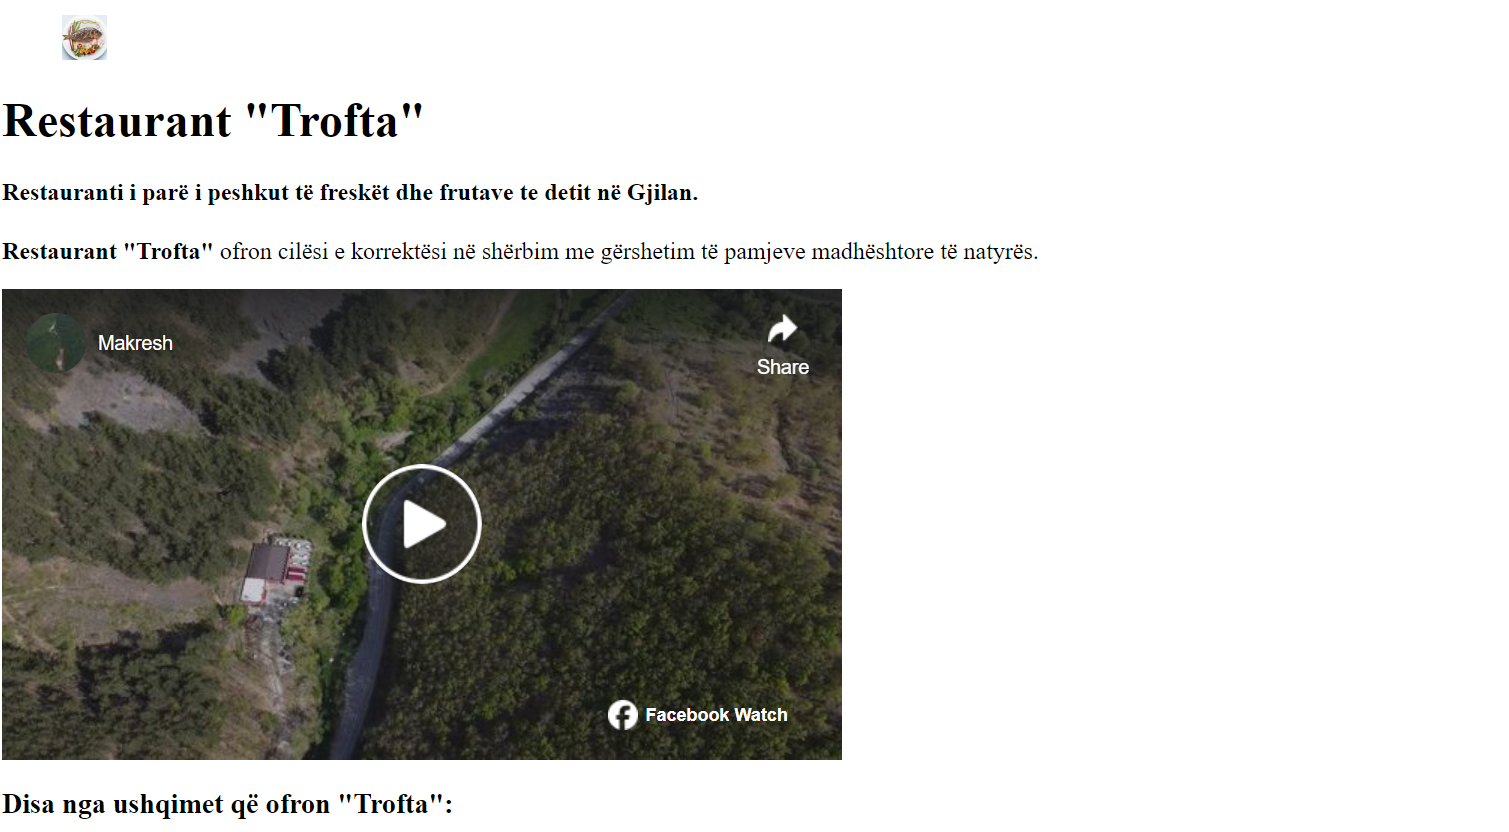 Restaurant "Trofta"
Restauranti i parë i peshkut të freskët dhe frutave te detit në Gjilan.
Restaurant "Trofta" ofron cilësi e korrektësi në shërbim me gërshetim të pamjeve madhështore të natyrës.
Makresh
Share
Facebook Watch
Disa nga ushqimet që ofron "Trofta":